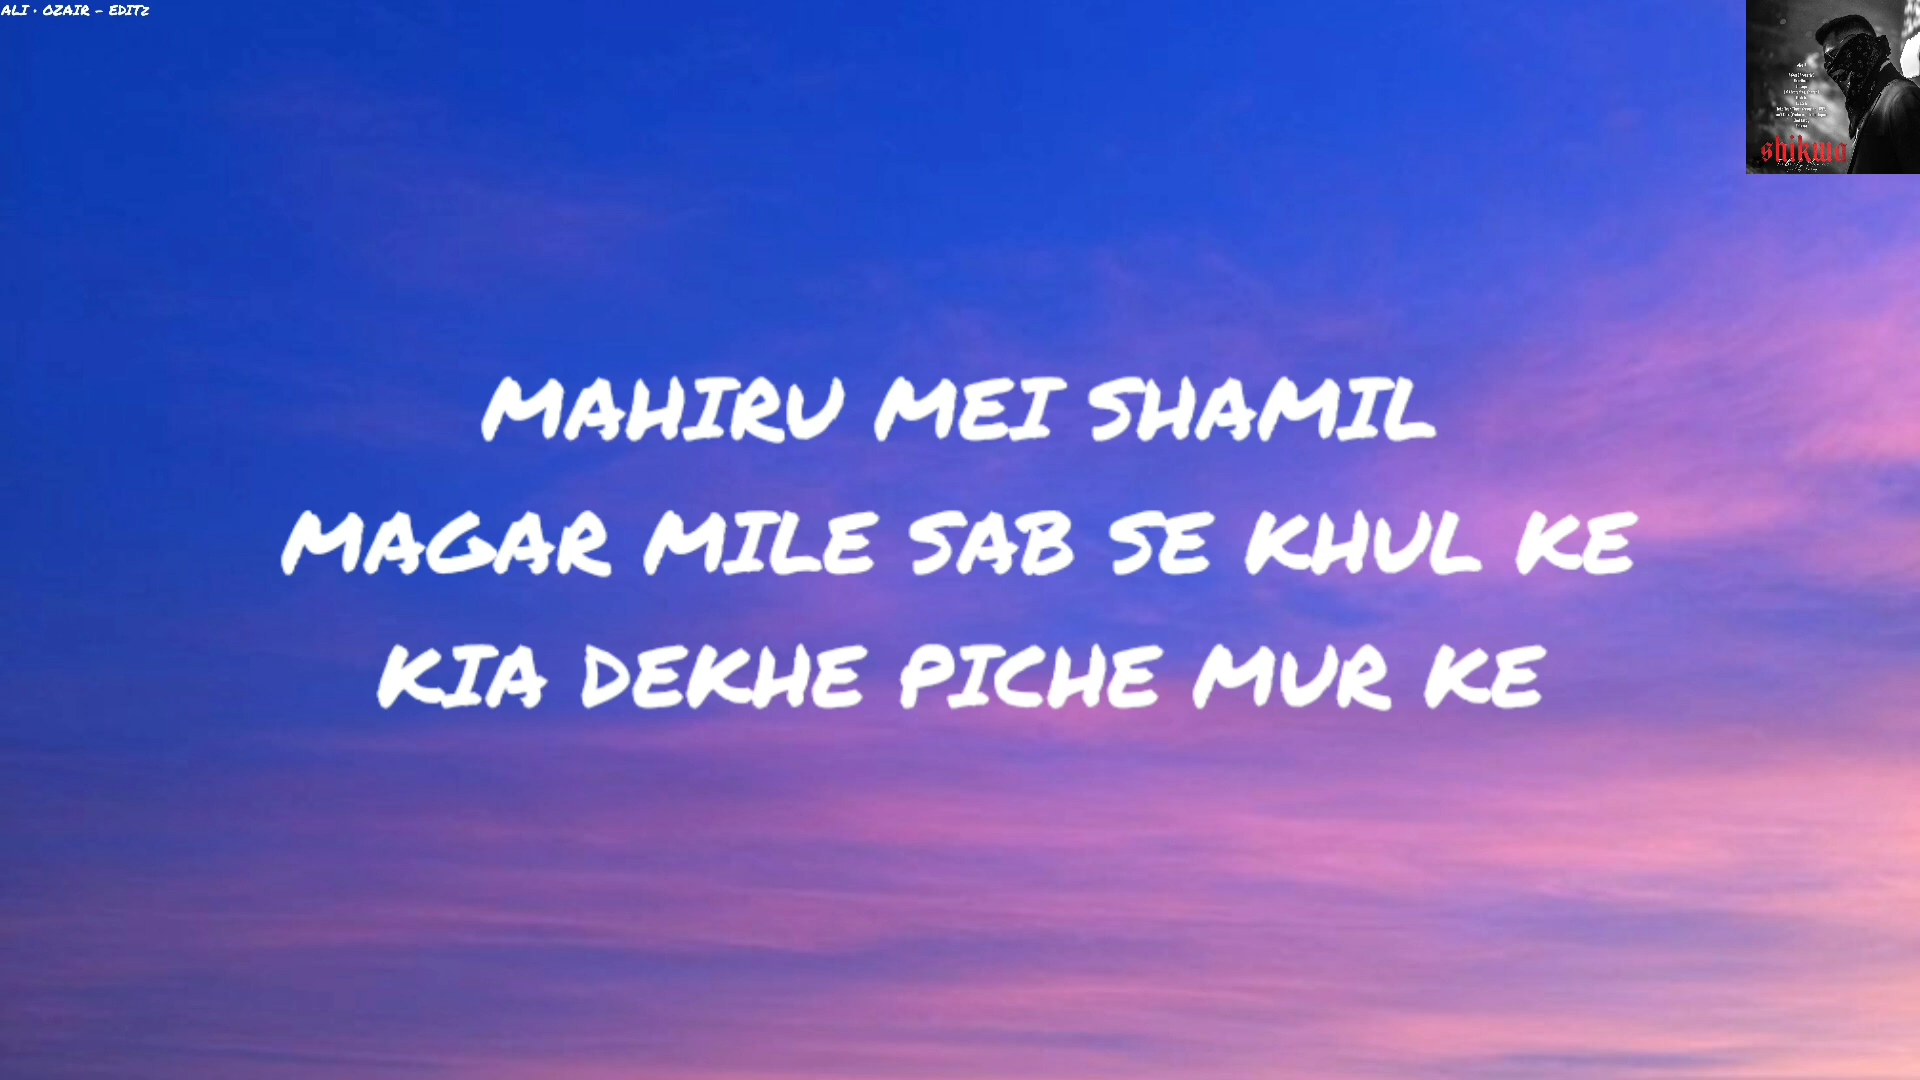 ALI · OZAIR - EDITz
shikwa
MAHIRU MEI SHAMIL
MAGAR MILE SAB SE KHUL KE
KIA DEKHE PICHE MUR KE